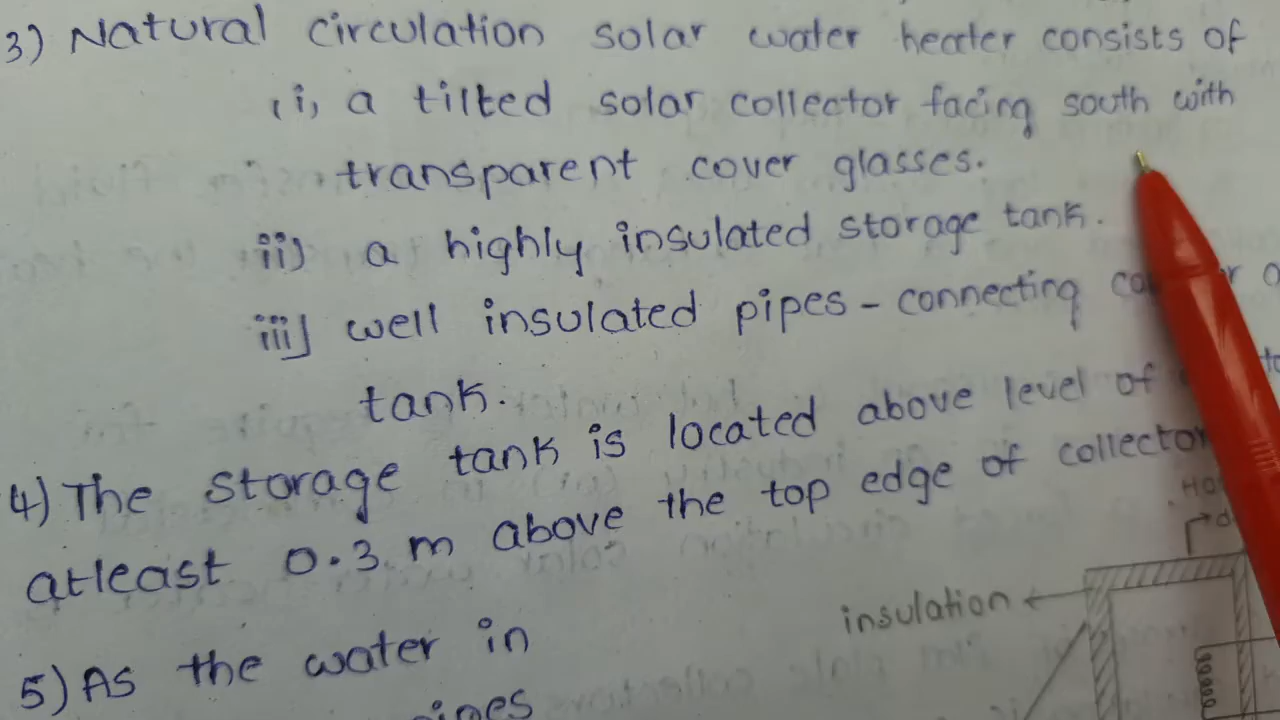 3) Natural circulation solar water heater consists of
(i, a tilted solar collector facing south with
transparent cover glasses.
ii) a highly insulated storage tank.
iii] well insulated pipes - connecting
tank.
4) The storage tank is located above level of
atleast 0.3 m above the top edge of collector
insulation
5) As the water in
pipes